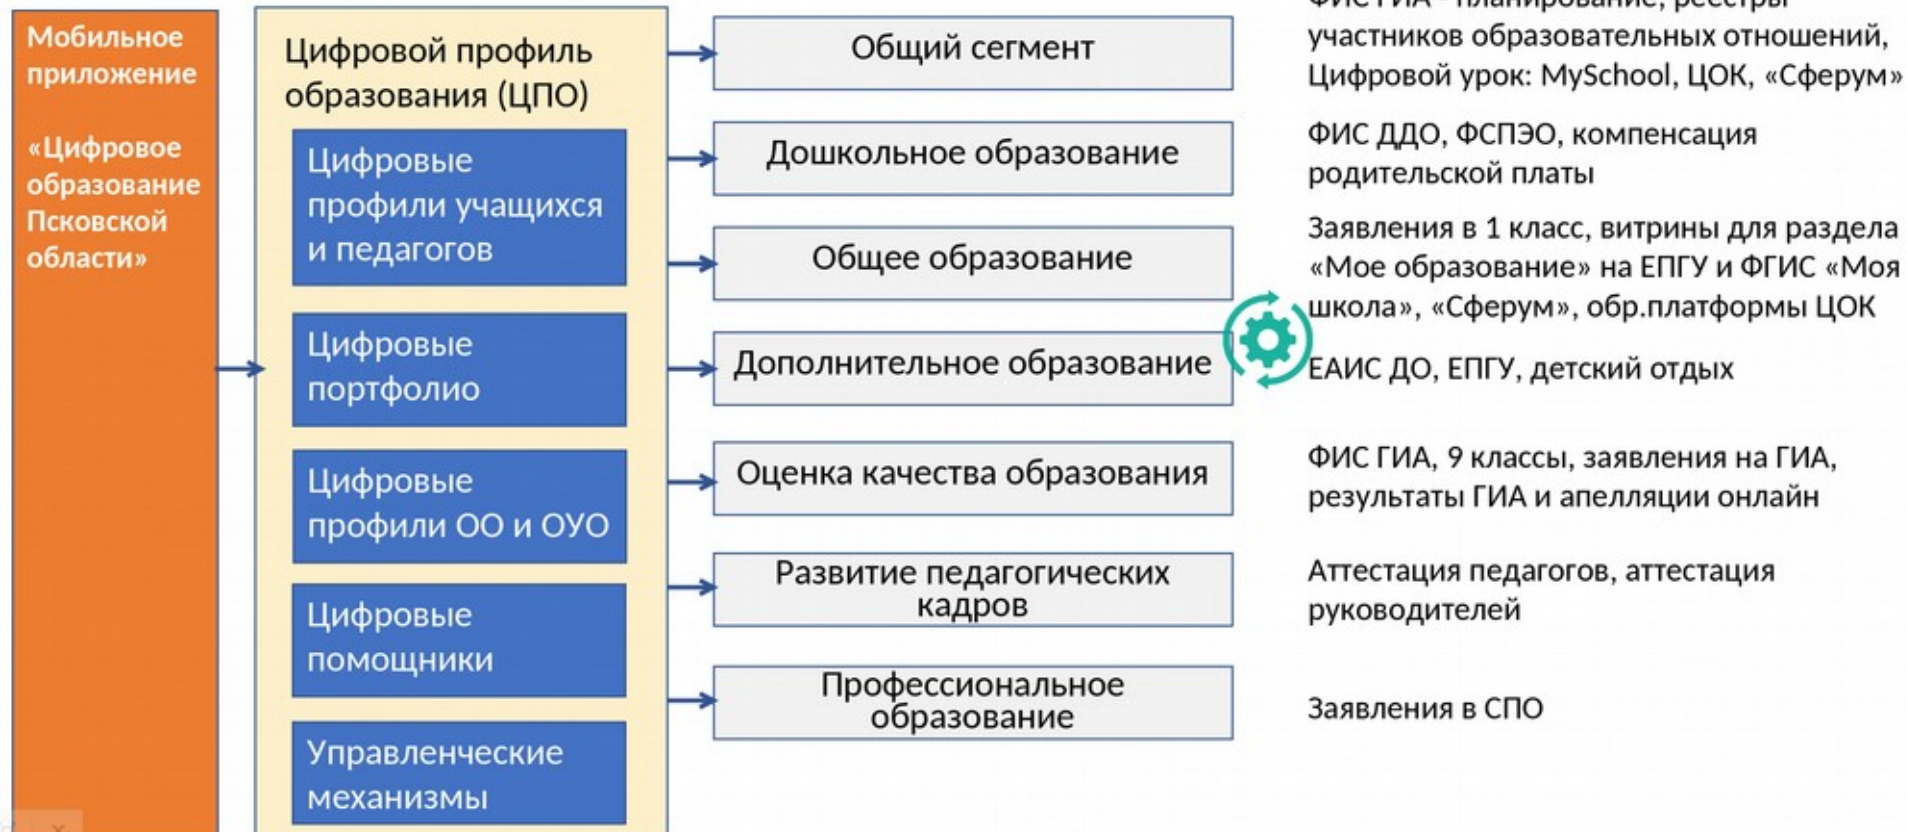 Мобильное
приложение
«Цифровое
образование
Псковской
области»
Цифровой профиль
образования (ЦПО)
Цифровые
профили учащихся
и педагогов
Цифровые
портфолио
Цифровые
профили ОО и ОУО
Цифровые
помощники
Управленческие
механизмы
Общий сегмент
Дошкольное образование
Общее образование
Дополнительное образование
Оценка качества образования
Развитие педагогических
кадров
Профессиональное
образование
ФИС ГИА - планирование, реестры
участников образовательных отношений,
Цифровой урок: MySchool, ЦОК, «Сферум»
ФИС ДДО, ФСПЭО, компенсация
родительской платы
Заявления в 1 класс, витрины для раздела
«Мое образование» на ЕПГУ и ФГИС «Моя
школа», «Сферум», обр.платформы ЦОК
ЕАИС ДО, ЕПГУ, детский отдых
ФИС ГИА, 9 классы, заявления на ГИА,
результаты ГИА и апелляции онлайн
Аттестация педагогов, аттестация
руководителей
Заявления в СПО